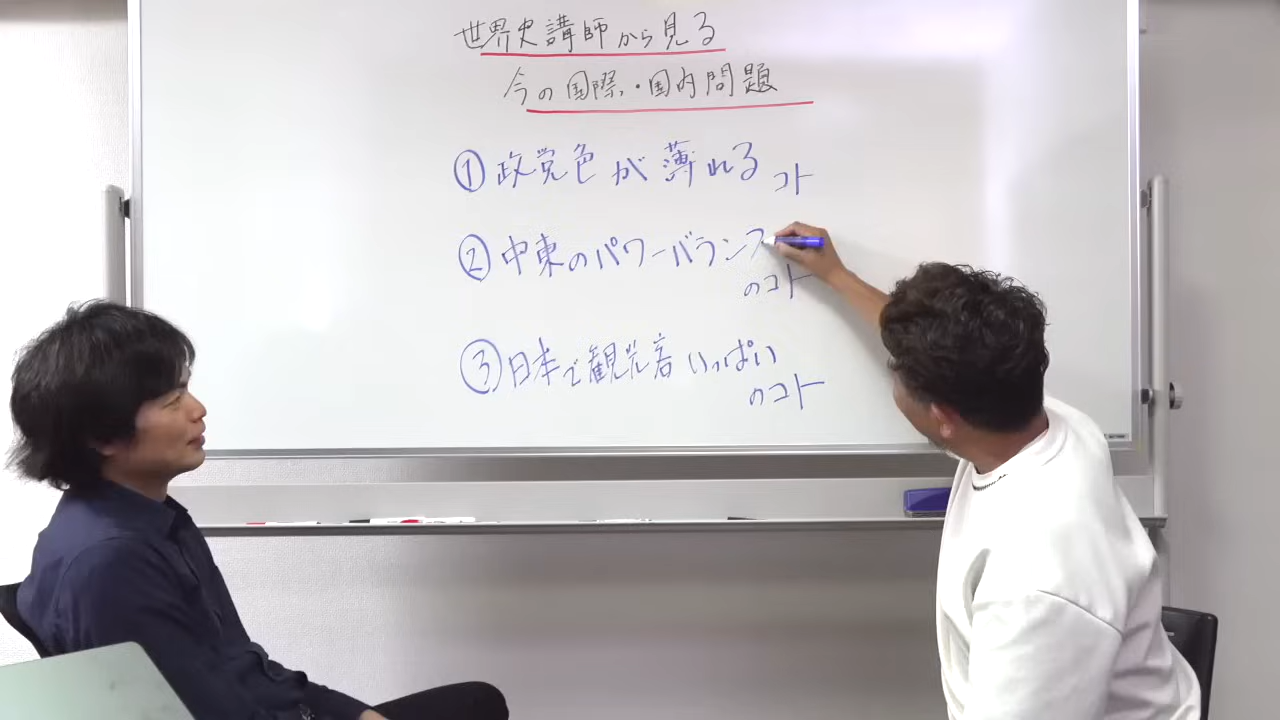 世界史講師から見る
今の国際・国内問題
① 政党色が薄れるコト
② 中東のパワーバランス
のコト
③ 日本で観光客いっぱい
のコト